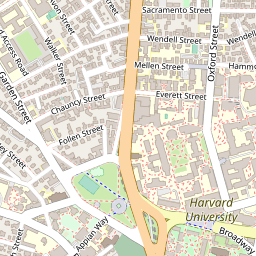 Sacramento Street
Wendell Street
Mellen Street
Everett Street
Oxford Street
Walker Street
Access Road
Garden Street
Chauncy Street
Follen Street
Street
Appian Way
Harvard
University
Broadway